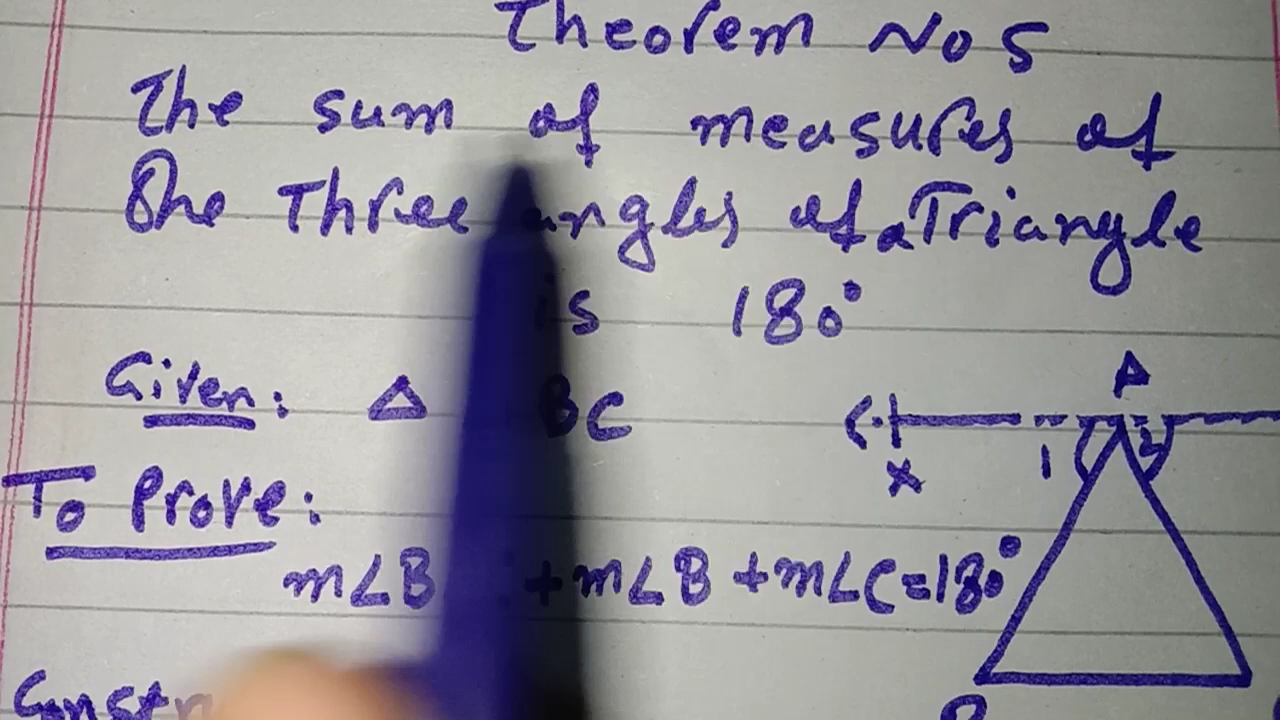 Theorem No 5
The sum of measures of
The Three angles of a Triangle
is 180°
Given: Δ BC
To Prove:
m∠B +m∠B +m∠C=180°
A
X
1 2
Constr